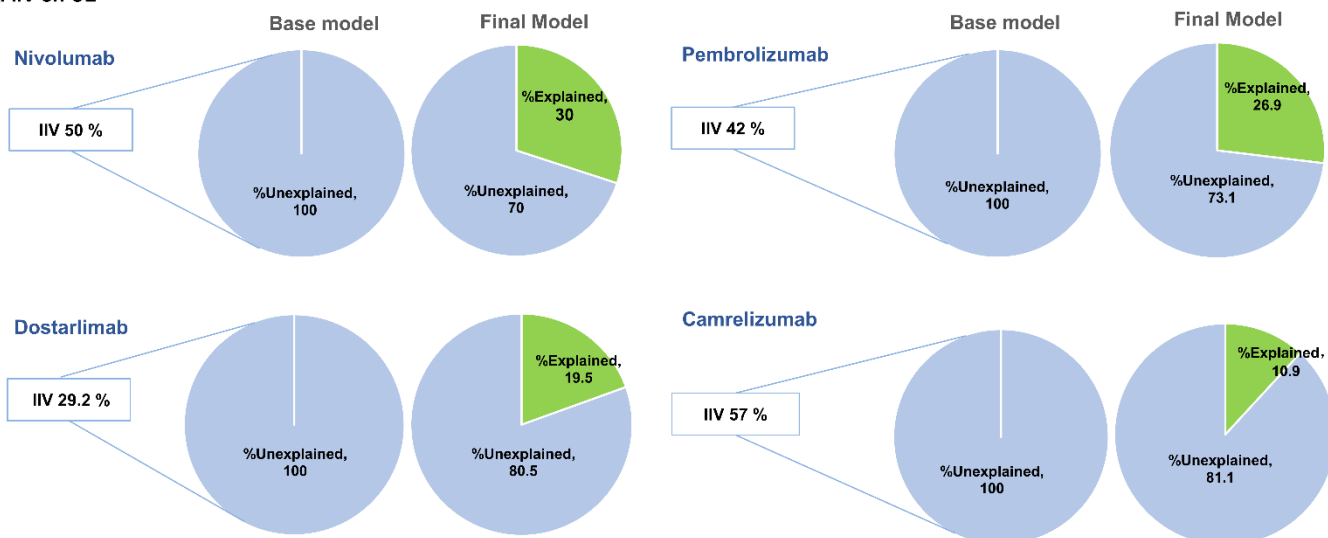 Base model
Final Model
Nivolumab
IIV 50 %
%Unexplained,
100
%Explained,
30
%Unexplained,
70
Base model
Final Model
Pembrolizumab
IIV 42 %
%Unexplained,
100
%Explained,
26.9
%Unexplained,
73.1
Dostarlimab
IIV 29.2 %
%Unexplained,
100
%Explained,
19.5
%Unexplained,
80.5
Camrelizumab
IIV 57 %
%Unexplained,
100
%Explained,
10.9
%Unexplained,
81.1